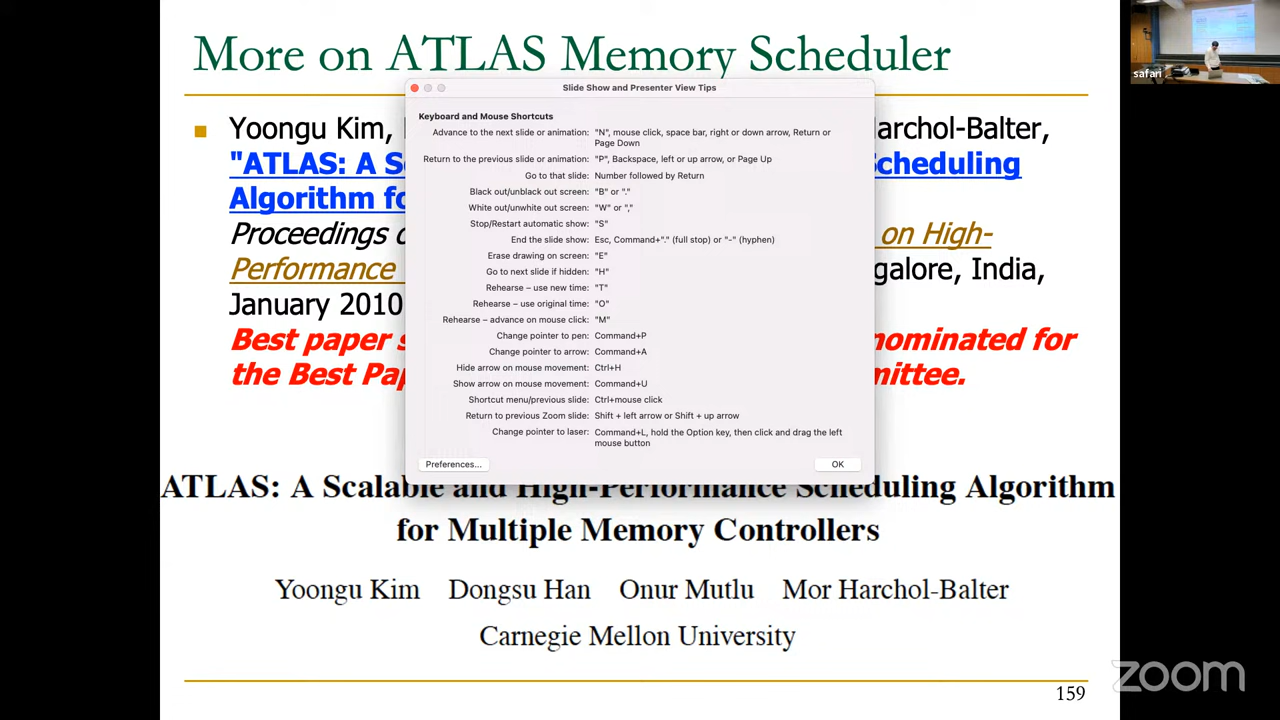 More on ATLAS Memory Scheduler
safari
Slide Show and Presenter View Tips
Keyboard and Mouse Shortcuts
Advance to the next slide or animation: "N", mouse click, space bar, right or down arrow, Return or
Page Down
Return to the previous slide or animation: "P", Backspace, left or up arrow, or Page Up
Go to that slide: Number followed by Return
Black out/unblack out screen: "B" or "."
White out/unwhite out screen: "W" or ","
Stop/Restart automatic show: "S"
End the slide show: Esc, Command+"." (full stop) or "-" (hyphen)
Erase drawing on screen: "E"
Go to next slide if hidden: "H"
Rehearse – use new time: "T"
Rehearse – use original time: "O"
Rehearse – advance on mouse click: "M"
Change pointer to pen: Command+P
Change pointer to arrow: Command+A
Hide arrow on mouse movement: Ctrl+H
Show arrow on mouse movement: Command+U
Shortcut menu/previous slide: Ctrl+mouse click
Return to previous Zoom slide: Shift + left arrow or Shift + up arrow
Change pointer to laser: Command+L, hold the Option key, then click and drag the left
mouse button
Preferences...
OK
Yoongu Kim, Harchol-Balter,
"ATLAS: A Scheduling
Algorithm
Proceedings on High-
Performance India,
January 2010
Best paper nominated for
the Best
ATLAS: A Scalable and High-Performance Scheduling Algorithm
for Multiple Memory Controllers
Yoongu Kim Dongsu Han Onur Mutlu Mor Harchol-Balter
Carnegie Mellon University
159
zoom